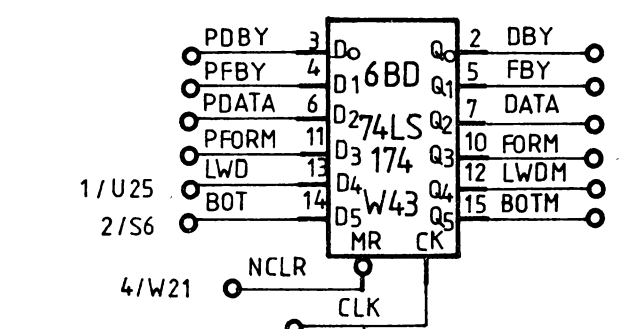 PDBY 3 D0 Q0 2 DBY
PFBY 4 D1 6BD Q1 5 FBY
PDATA 6 D2 74LS Q2 7 DATA
PFORM 11 D3 174 Q3 10 FORM
1/U25 LWD 13 D4 Q4 12 LWDM
2/S6 BOT 14 D5 W43 Q5 15 BOTM
MR CK
4/W21 NCLR
CLK